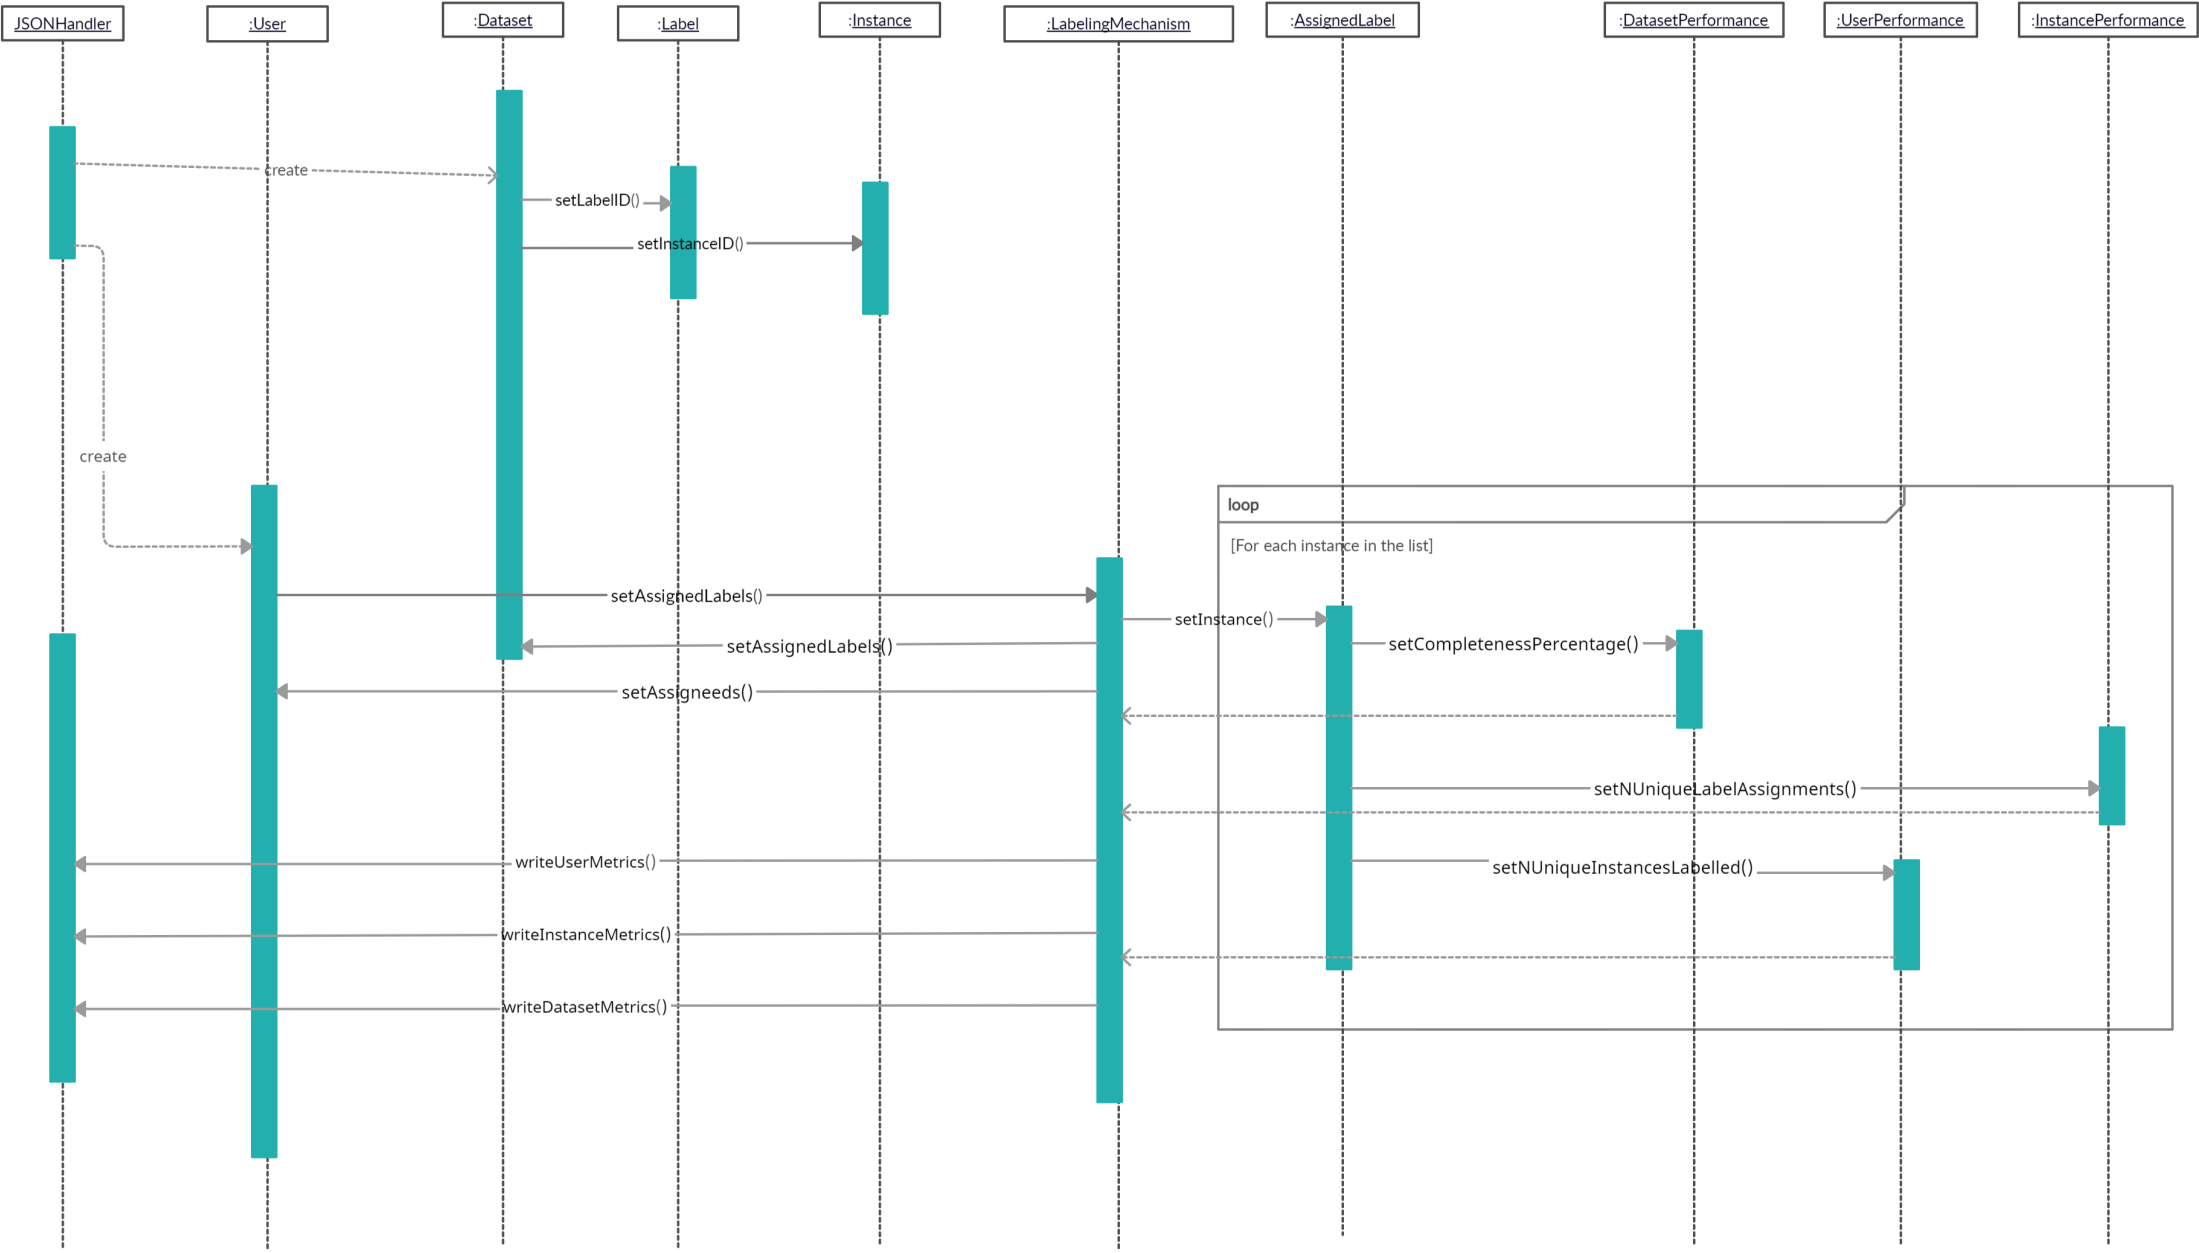 JSONHandler
:User
:Dataset
:Label
:Instance
:LabelingMechanism
:AssignedLabel
:DatasetPerformance
:UserPerformance
:InstancePerformance
create
setLabelID()
setInstanceID()
create
loop
[For each instance in the list]
setAssignedLabels()
setInstance()
setAssignedLabels()
setCompletenessPercentage()
setAssigneeds()
setNUniqueLabelAssignments()
writeUserMetrics()
setNUniqueInstancesLabelled()
writeInstanceMetrics()
writeDatasetMetrics()